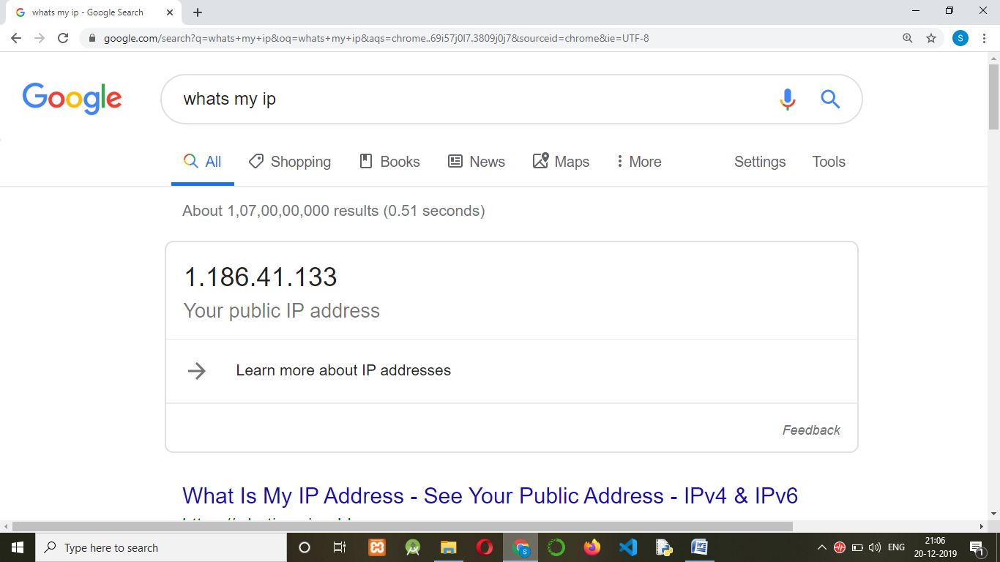 whats my ip - Google Search
google.com/search?q=whats+my+ip&oq=whats+my+ip&aqs=chrome..69i57j0l7.3809j0j7&sourceid=chrome&ie=UTF-8
S
Google
whats my ip
All Shopping Books News Maps More Settings Tools
About 1,07,00,00,000 results (0.51 seconds)
1.186.41.133
Your public IP address
Learn more about IP addresses
Feedback
What Is My IP Address - See Your Public Address - IPv4 & IPv6
Type here to search
ENG
21:06
20-12-2019
1